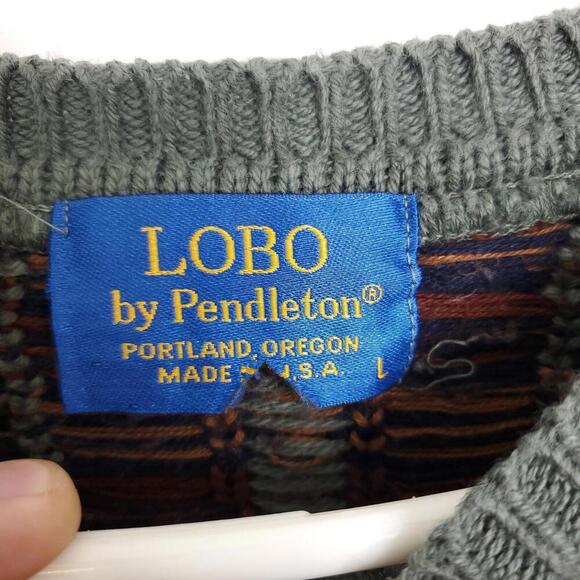 LOBO
by Pendleton®
PORTLAND, OREGON
MADE U.S.A. L